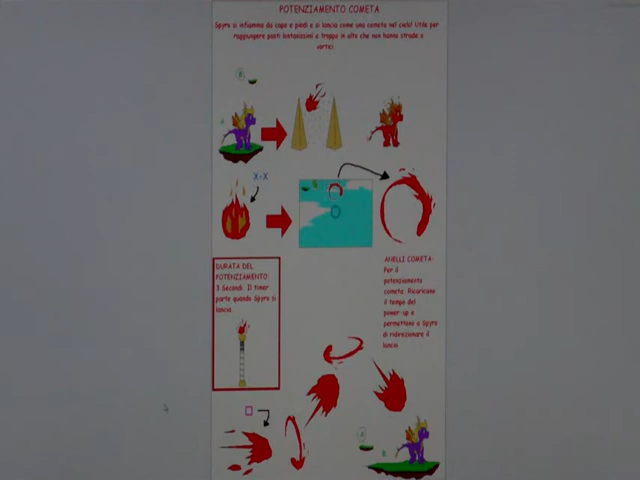 POTENZIAMENTO COMETA
Spyro si infiamma da capo a piedi e si lancia come una cometa nel cielo! Utile per
raggiungere posti lontanissimi e troppo in alto che non hanno strade o
vortici
X-X
DURATA DEL
POTENZIAMENTO:
3 Secondi. Il timer
parte quando Spyro si
lancia.
ANELLI COMETA:
Per il
potenziamento
cometa. Ricaricano
il tempo del
power-up e
permettono a Spyro
di ridirezionare il
lancio